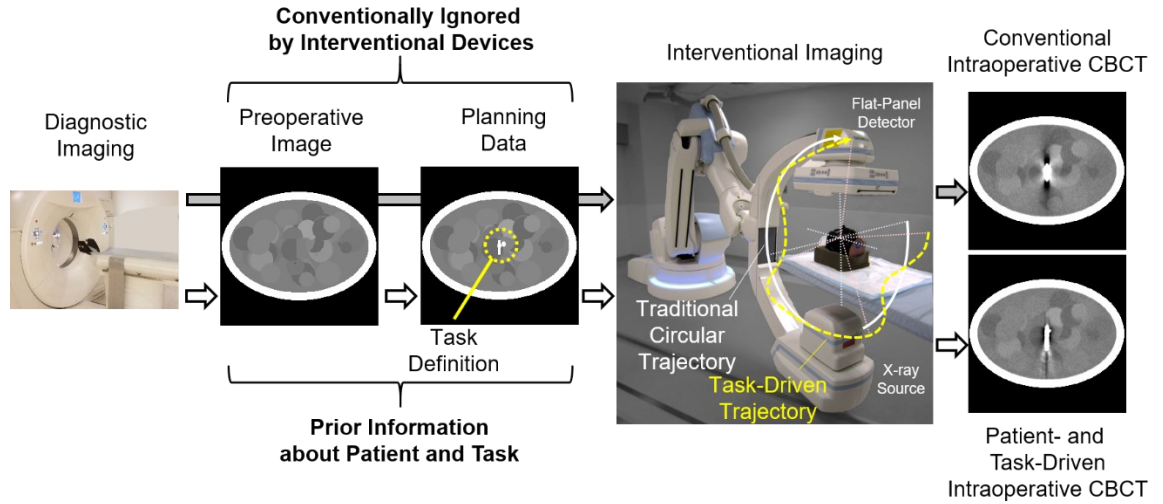 Conventionally Ignored
by Interventional Devices
Diagnostic
Imaging
Preoperative
Image
Planning
Data
Task
Definition
Prior Information
about Patient and Task
Interventional Imaging
Flat-Panel
Detector
Traditional
Circular
Trajectory
Task-Driven
Trajectory
X-ray
Source
Conventional
Intraoperative CBCT
Patient- and
Task-Driven
Intraoperative CBCT